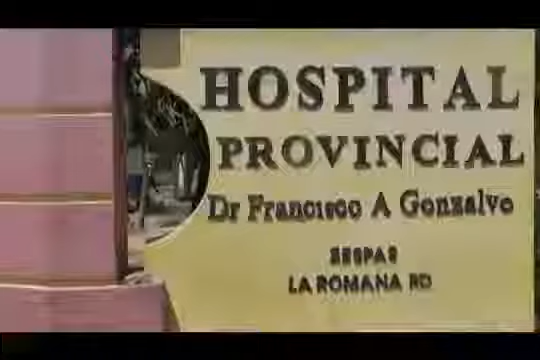 HOSPITAL
PROVINCIAL
Dr Francisco A Gonzalvo
SESPAS
LA ROMANA RD